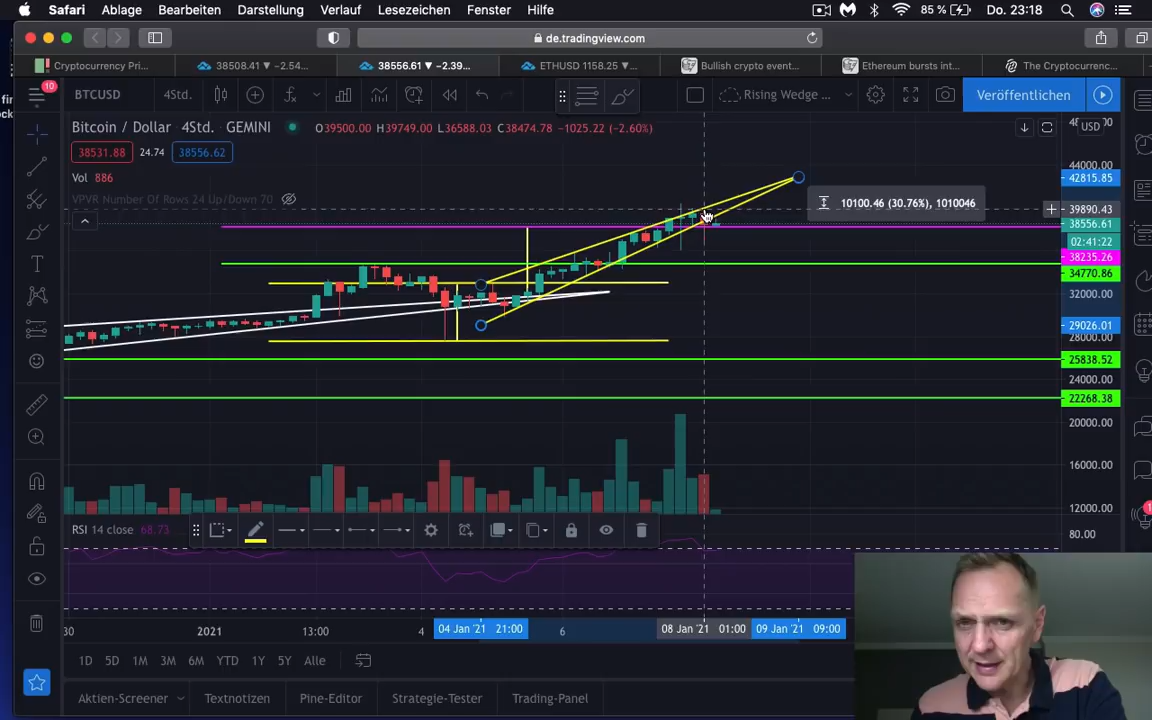 Safari Ablage Bearbeiten Darstellung Verlauf Lesezeichen Fenster Hilfe 85 % Do. 23:18
de.tradingview.com
Cryptocurrency Pri... 38508.41 ▼ −2.54... 38556.61 ▼ −2.39... ETHUSD 1158.25 ▼... Bullish crypto event... Ethereum bursts int... The Cryptocurrenc...
10 BTCUSD 4Std. Rising Wedge ... Veröffentlichen
Bitcoin / Dollar 4Std. GEMINI O39500.00 H39749.00 L36588.03 C38474.78 −1025.22 (−2.60%) USD
38531.88 24.74 38556.62
44000.00
Vol 886
42815.85
VPVR Number Of Rows 24 Up/Down 70
10100.46 (30.76%), 1010046
39890.43
38556.61
02:41:22
38235.26
34770.86
32000.00
29026.01
28000.00
25838.52
24000.00
22268.38
20000.00
16000.00
12000.00
RSI 14 close 68.73
80.00
30 2021 13:00 4 04 Jan '21 21:00 6 08 Jan '21 01:00 09 Jan '21 09:00
1D 5D 1M 3M 6M YTD 1Y 5Y Alle
Aktien-Screener Textnotizen Pine-Editor Strategie-Tester Trading-Panel